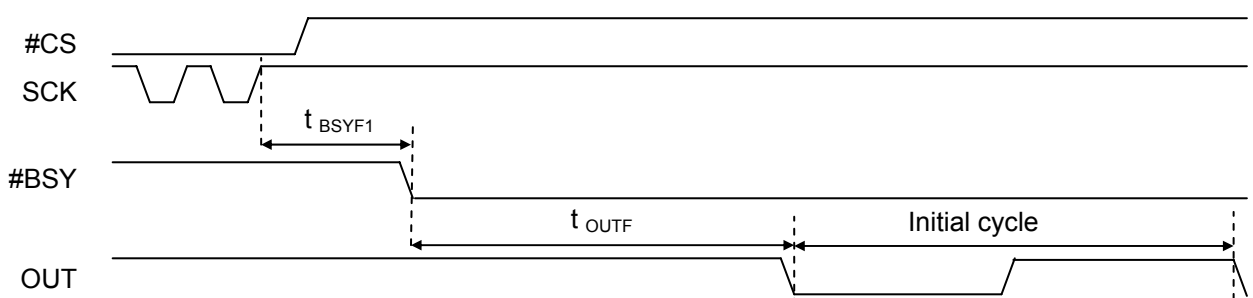 #CS
SCK
t BSYF1
#BSY
t OUTF
Initial cycle
OUT